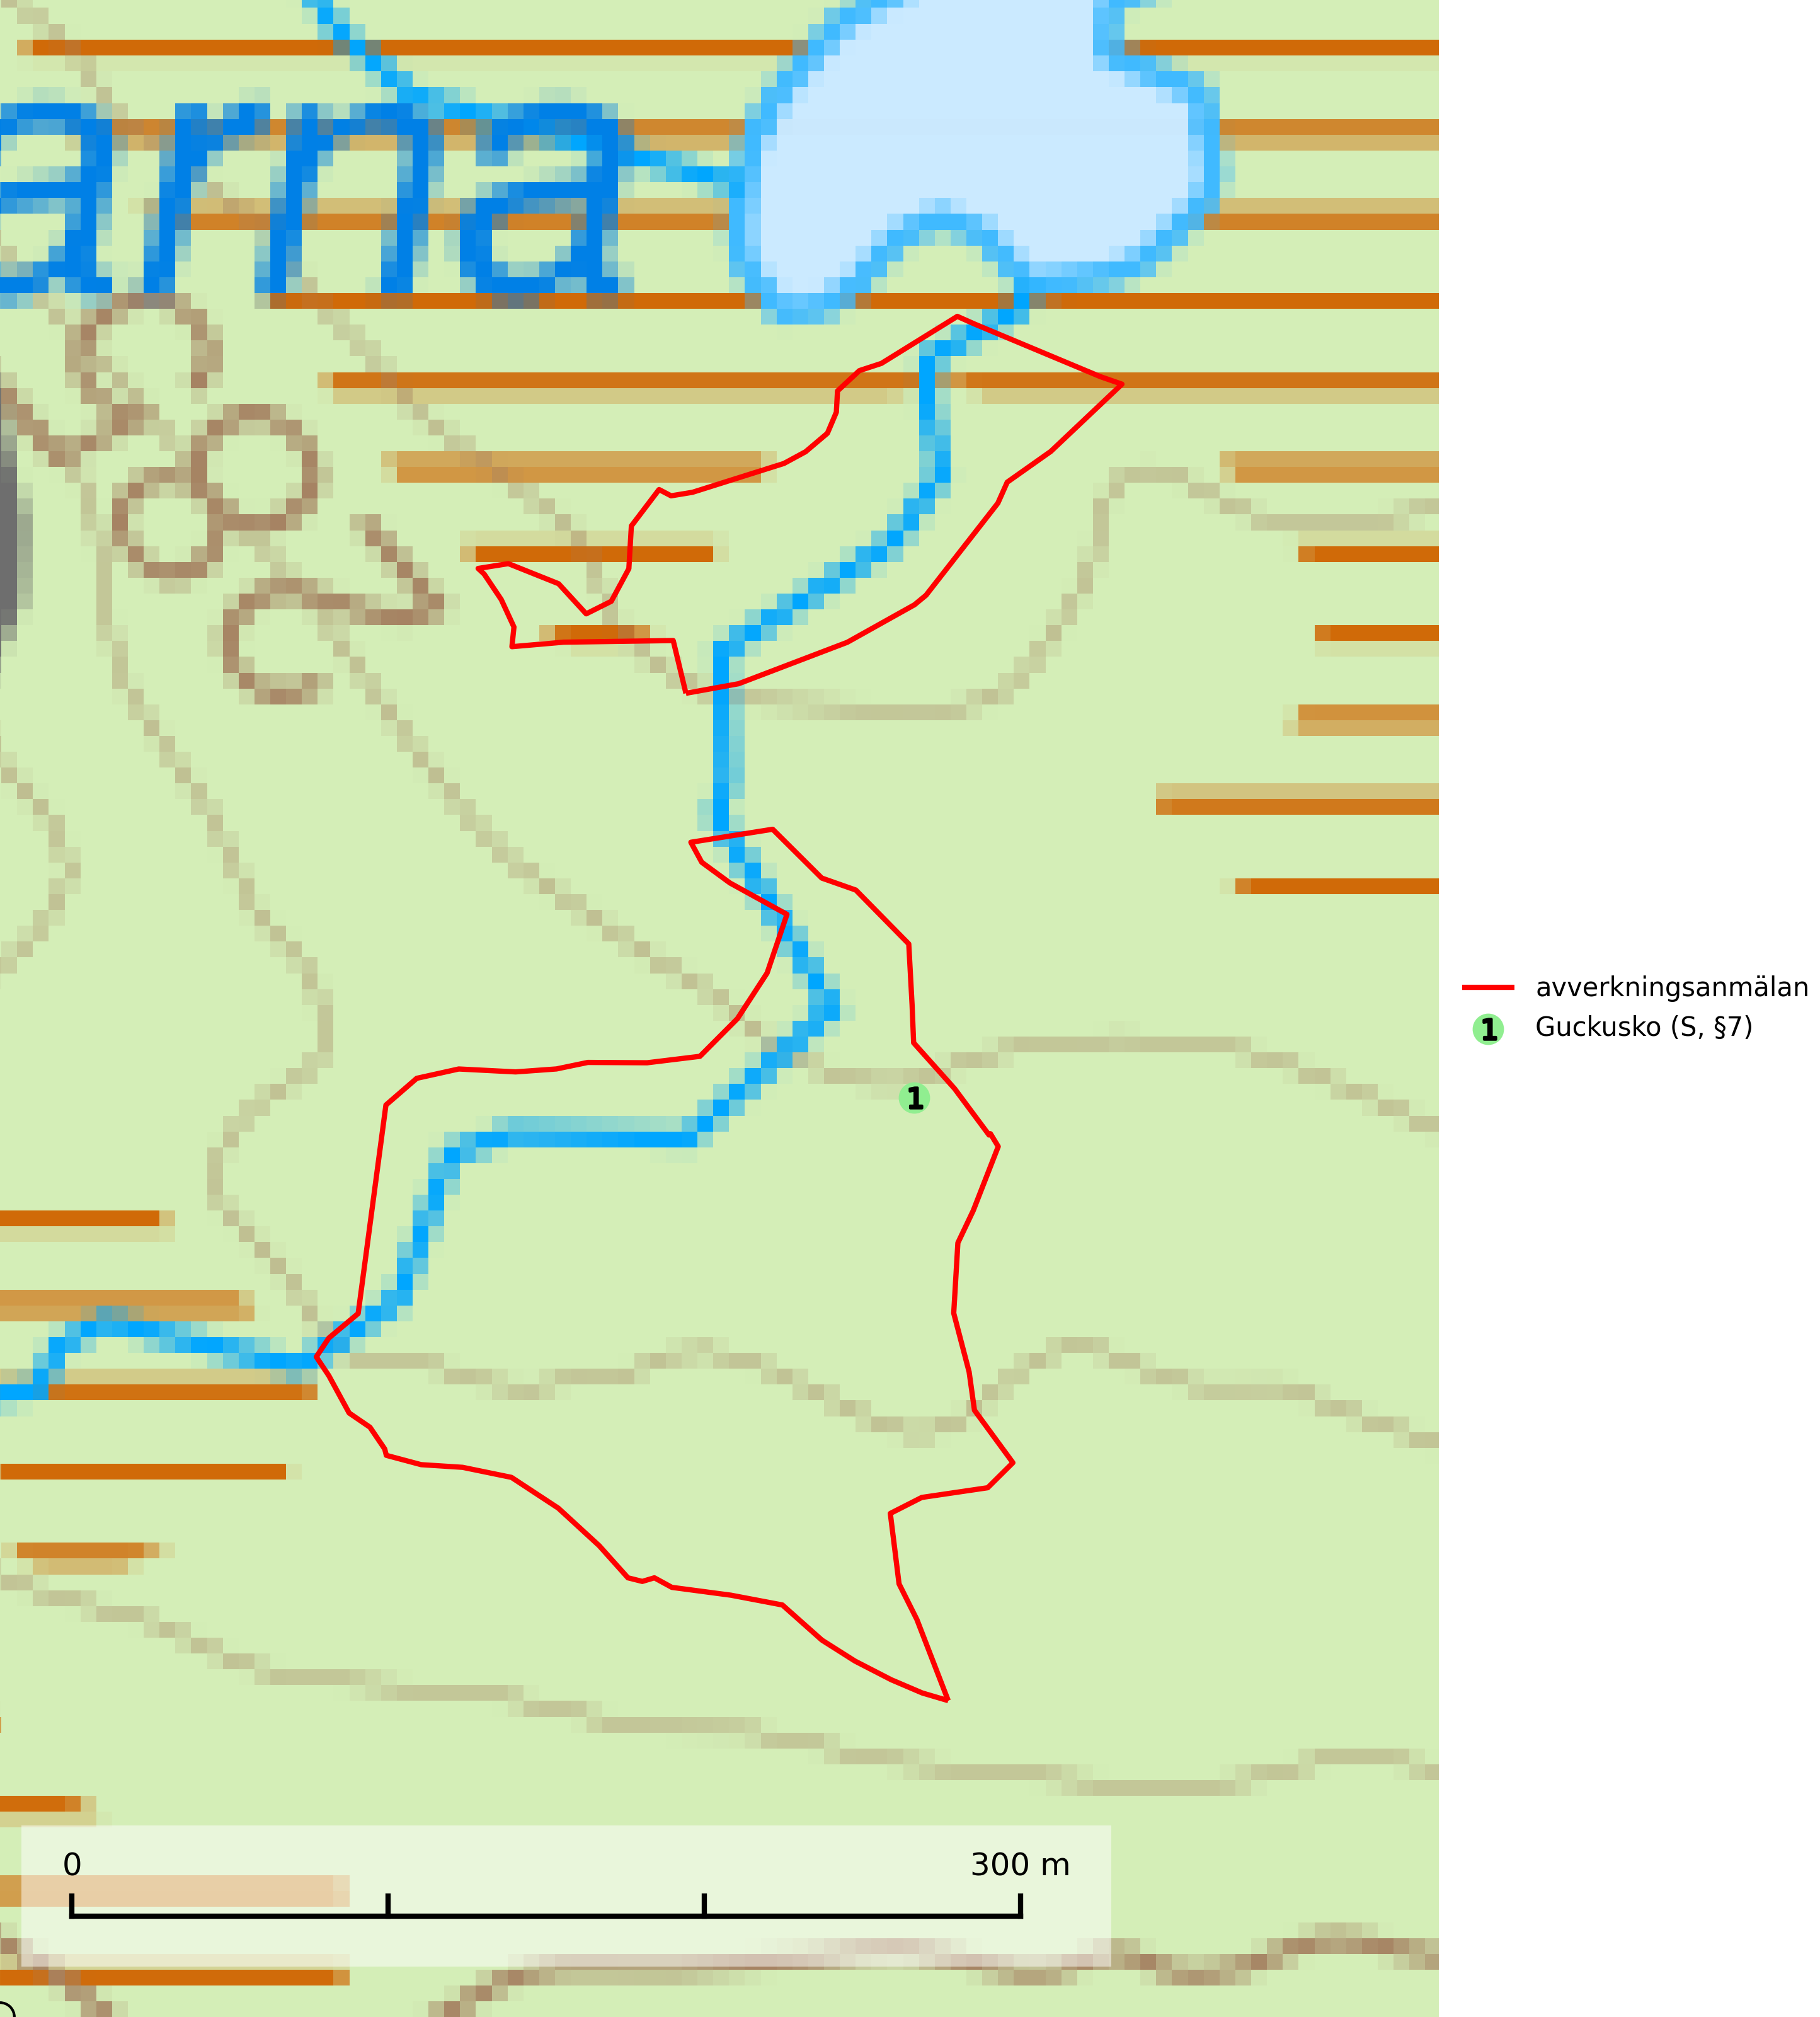 arna
avverkningsanmälan
1 Guckusko (S, §7)
1
0 300 m